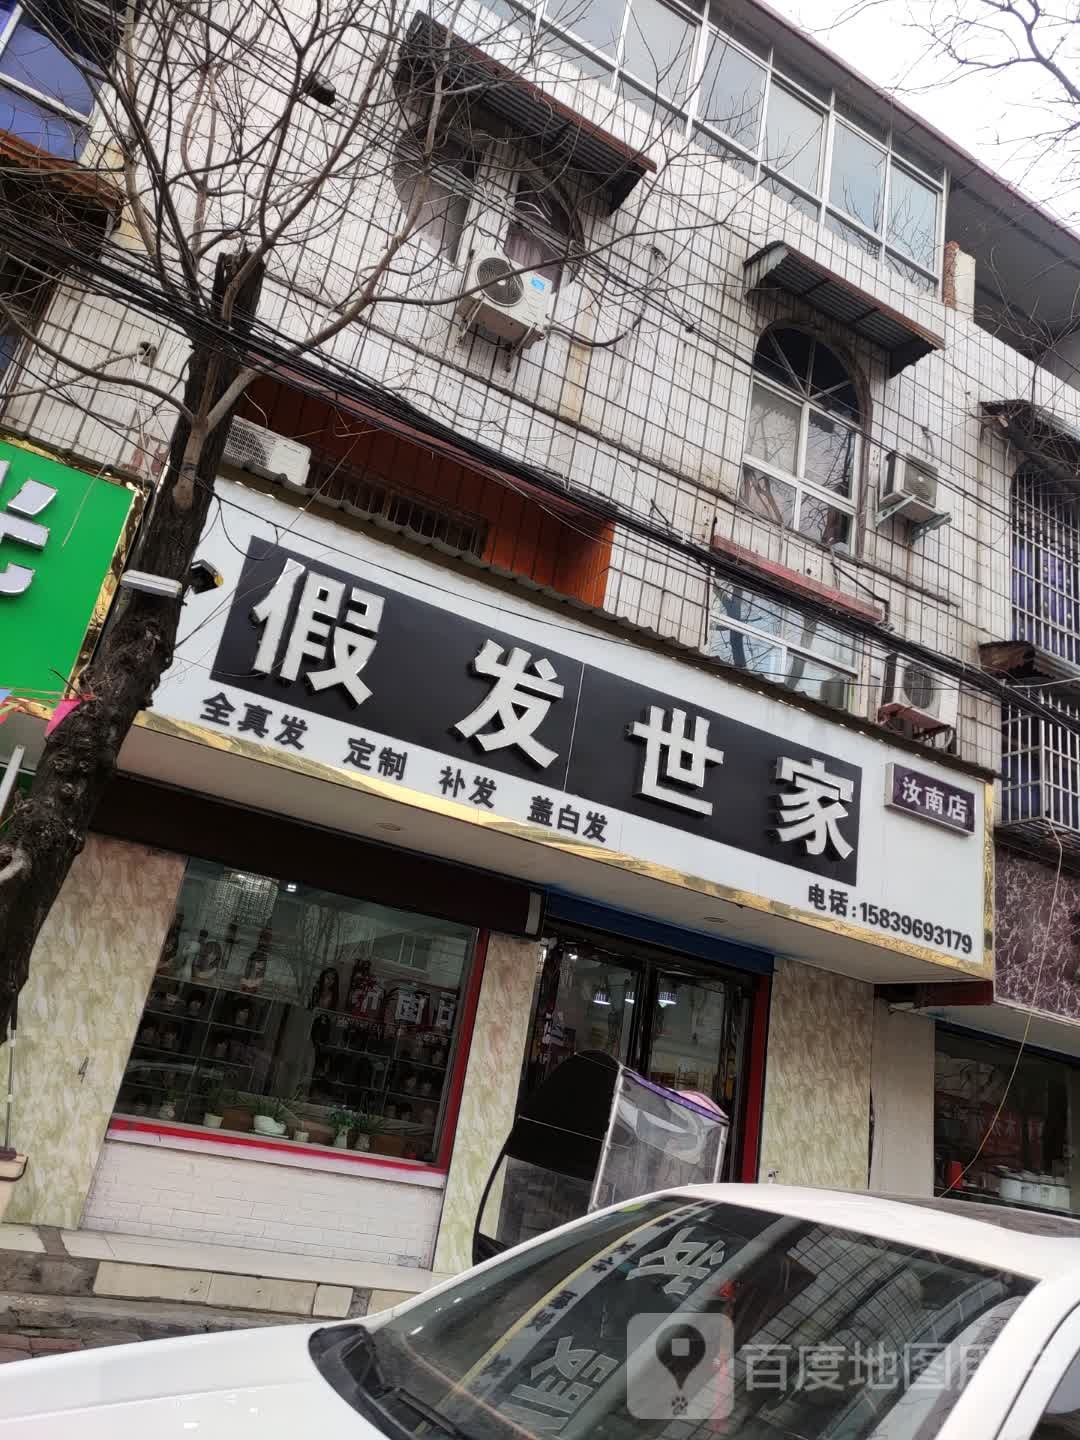 假发世家
全真发 定制 补发 盖白发
汝南店
电话:15839693179
百度地图